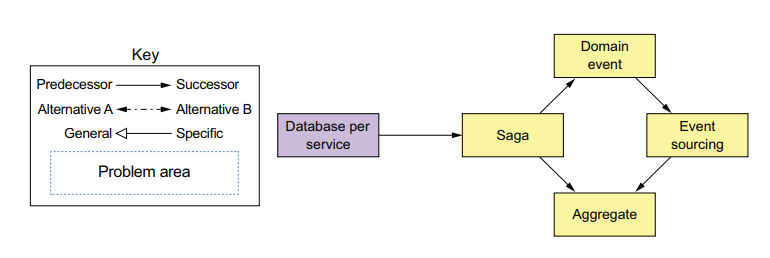 Key
Predecessor Successor
Alternative A Alternative B
General Specific
Problem area
Database per
service
Saga
Domain
event
Event
sourcing
Aggregate